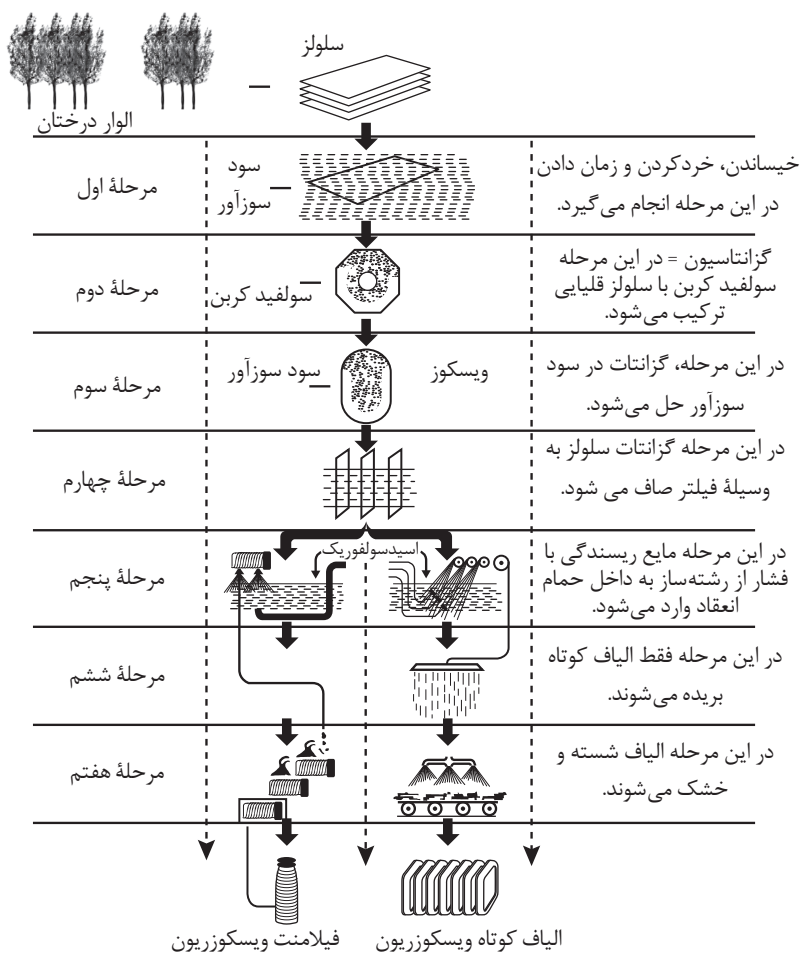 سلولز
الوار درختان
خیساندن، خردکردن و زمان دادن
در این مرحله انجام می‌گیرد.
سود
سوزآور
مرحلهٔ اول
گزانتاسیون = در این مرحله
سولفید کربن با سلولز قلیایی
ترکیب می‌شود.
سولفید کربن
مرحلهٔ دوم
در این مرحله، گزانتات در سود
سوزآور حل می‌شود.
ویسکوز
سود سوزآور
مرحلهٔ سوم
در این مرحله گزانتات سلولز به
وسیلهٔ فیلتر صاف می شود.
مرحلهٔ چهارم
در این مرحله مایع ریسندگی با
فشار از رشته‌ساز به داخل حمام
انعقاد وارد می‌شود.
اسیدسولفوریک
مرحلهٔ پنجم
در این مرحله فقط الیاف کوتاه
بریده می‌شوند.
مرحلهٔ ششم
در این مرحله الیاف شسته و
خشک می‌شوند.
مرحلهٔ هفتم
الیاف کوتاه ویسکوزریون
فیلامنت ویسکوزریون